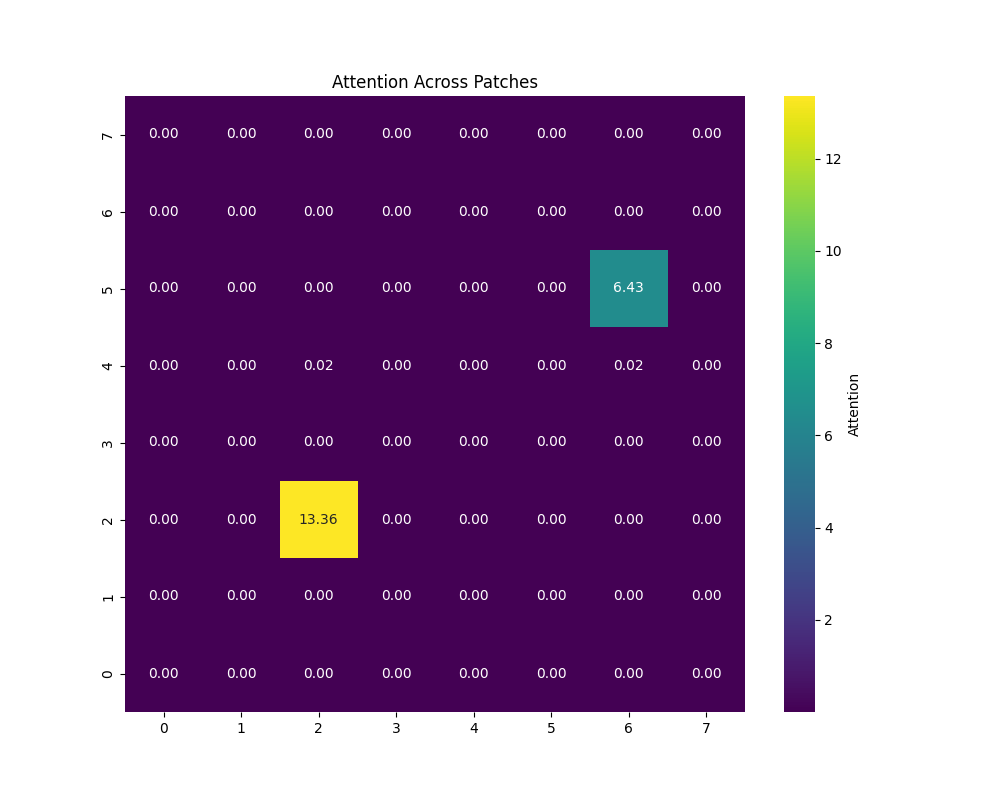 Attention Across Patches
7 0.00 0.00 0.00 0.00 0.00 0.00 0.00 0.00
6 0.00 0.00 0.00 0.00 0.00 0.00 0.00 0.00
5 0.00 0.00 0.00 0.00 0.00 0.00 6.43 0.00
4 0.00 0.00 0.02 0.00 0.00 0.00 0.02 0.00
3 0.00 0.00 0.00 0.00 0.00 0.00 0.00 0.00
2 0.00 0.00 13.36 0.00 0.00 0.00 0.00 0.00
1 0.00 0.00 0.00 0.00 0.00 0.00 0.00 0.00
0 0.00 0.00 0.00 0.00 0.00 0.00 0.00 0.00
0 1 2 3 4 5 6 7
12
10
8
6
4
2
Attention